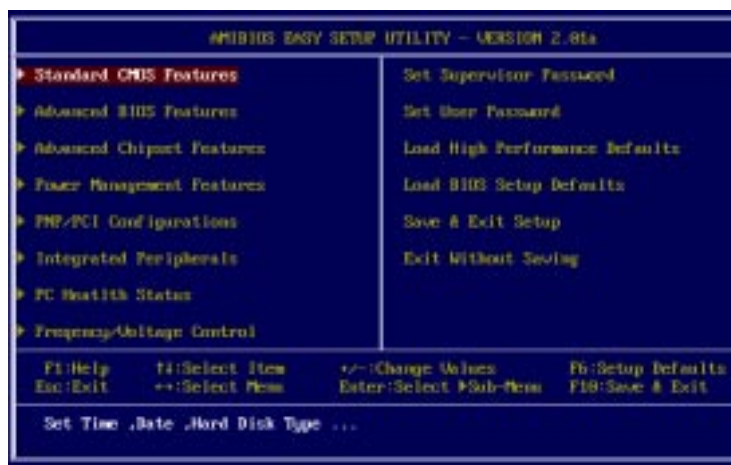 AMIBIOS EASY SETUP UTILITY - VERSION 2.01a
Standard CMOS Features
Advanced BIOS Features
Advanced Chipset Features
Power Management Features
PNP/PCI Configurations
Integrated Peripherals
PC Heatlth Status
Freqency/Voltage Control
Set Supervisor Password
Set User Password
Load High Performance Defaults
Load BIOS Setup Defaults
Save & Exit Setup
Exit Without Saving
F1:Help ↑↓:Select Item +/-:Change Values F6:Setup Defaults
Esc:Exit ←→:Select Menu Enter:Select ▶Sub-Menu F10:Save & Exit
Set Time ,Date ,Hard Disk Type ...